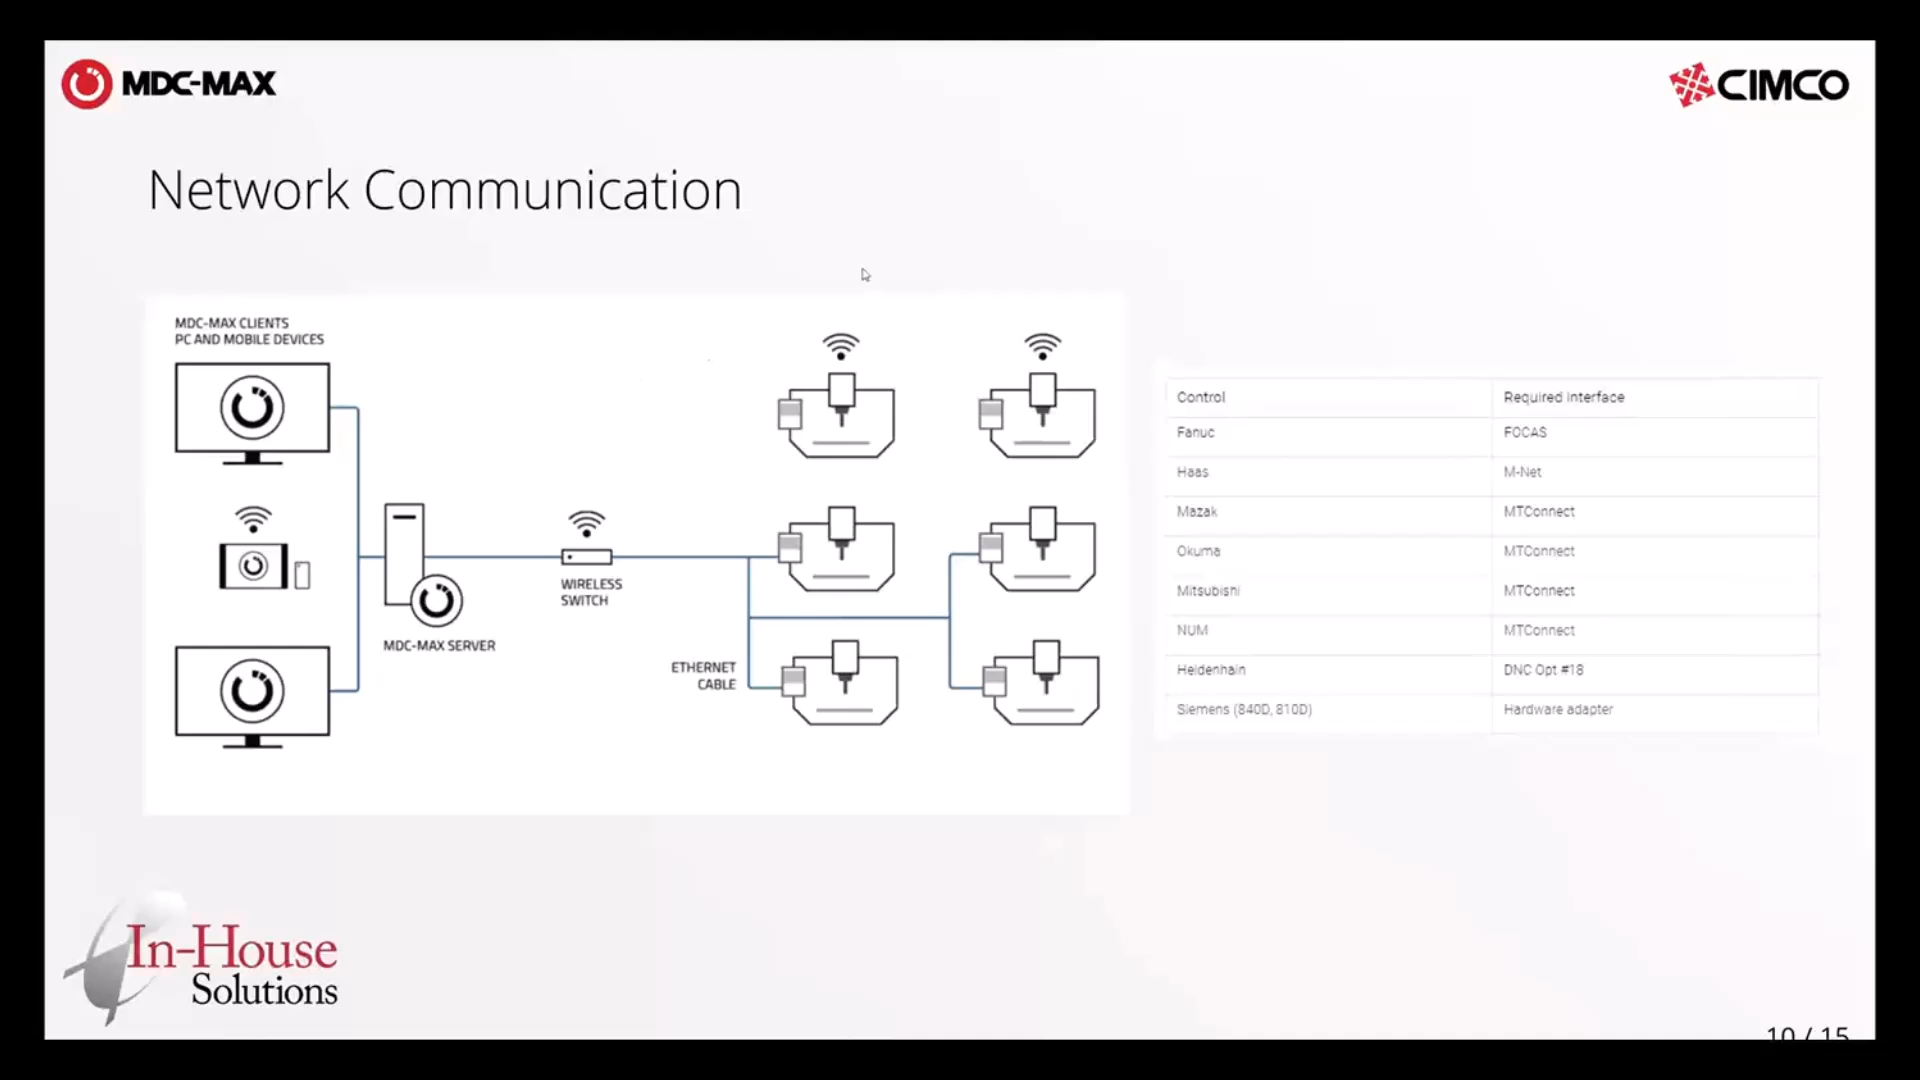 MDC-MAX
CIMCO
Network Communication
MDC-MAX CLIENTS
PC AND MOBILE DEVICES
WIRELESS
SWITCH
MDC-MAX SERVER
ETHERNET
CABLE
Control Required interface
Fanuc FOCAS
Haas M-Net
Mazak MTConnect
Okuma MTConnect
Mitsubishi MTConnect
NUM MTConnect
Heidenhain DNC Opt #18
Siemens (840D, 810D) Hardware adapter
In-House
Solutions
10 / 15